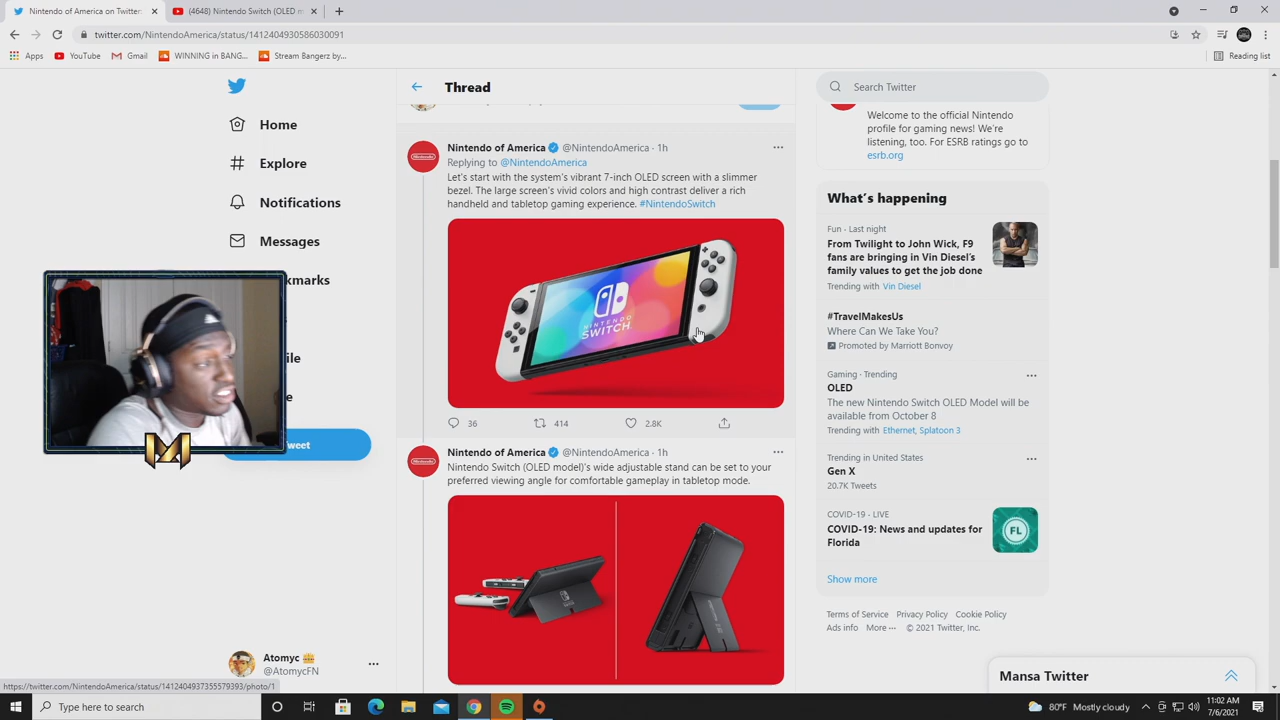 Nintendo of America on Twitter:
(4648) Nintendo Switch (OLED m
twitter.com/NintendoAmerica/status/1412404930586030091
Apps
YouTube
Gmail
WINNING in BANG...
Stream Bangerz by...
Reading list
Home
Explore
Notifications
Messages
kmarks
file
e
weet
Atomyc
@AtomycFN
https://twitter.com/NintendoAmerica/status/1412404937355579393/photo/1
Thread
Nintendo of America @NintendoAmerica · 1h
Replying to @NintendoAmerica
Let's start with the system's vibrant 7-inch OLED screen with a slimmer
bezel. The large screen's vivid colors and high contrast deliver a rich
handheld and tabletop gaming experience. #NintendoSwitch
Nintendo
NINTENDO
SWITCH
36
414
2.8K
Nintendo of America @NintendoAmerica · 1h
Nintendo Switch (OLED model)'s wide adjustable stand can be set to your
preferred viewing angle for comfortable gameplay in tabletop mode.
Nintendo
Search Twitter
Welcome to the official Nintendo
profile for gaming news! We're
listening, too. For ESRB ratings go to
esrb.org
What's happening
Fun · Last night
From Twilight to John Wick, F9
fans are bringing in Vin Diesel's
family values to get the job done
Trending with Vin Diesel
#TravelMakesUs
Where Can We Take You?
Promoted by Marriott Bonvoy
Gaming · Trending
OLED
The new Nintendo Switch OLED Model will be
available from October 8
Trending with Ethernet, Splatoon 3
Trending in United States
Gen X
20.7K Tweets
COVID-19 · LIVE
COVID-19: News and updates for
Florida
FL
Show more
Terms of Service Privacy Policy Cookie Policy
Ads info More ··· © 2021 Twitter, Inc.
Mansa Twitter
M
Type here to search
80°F Mostly cloudy
11:02 AM
7/6/2021